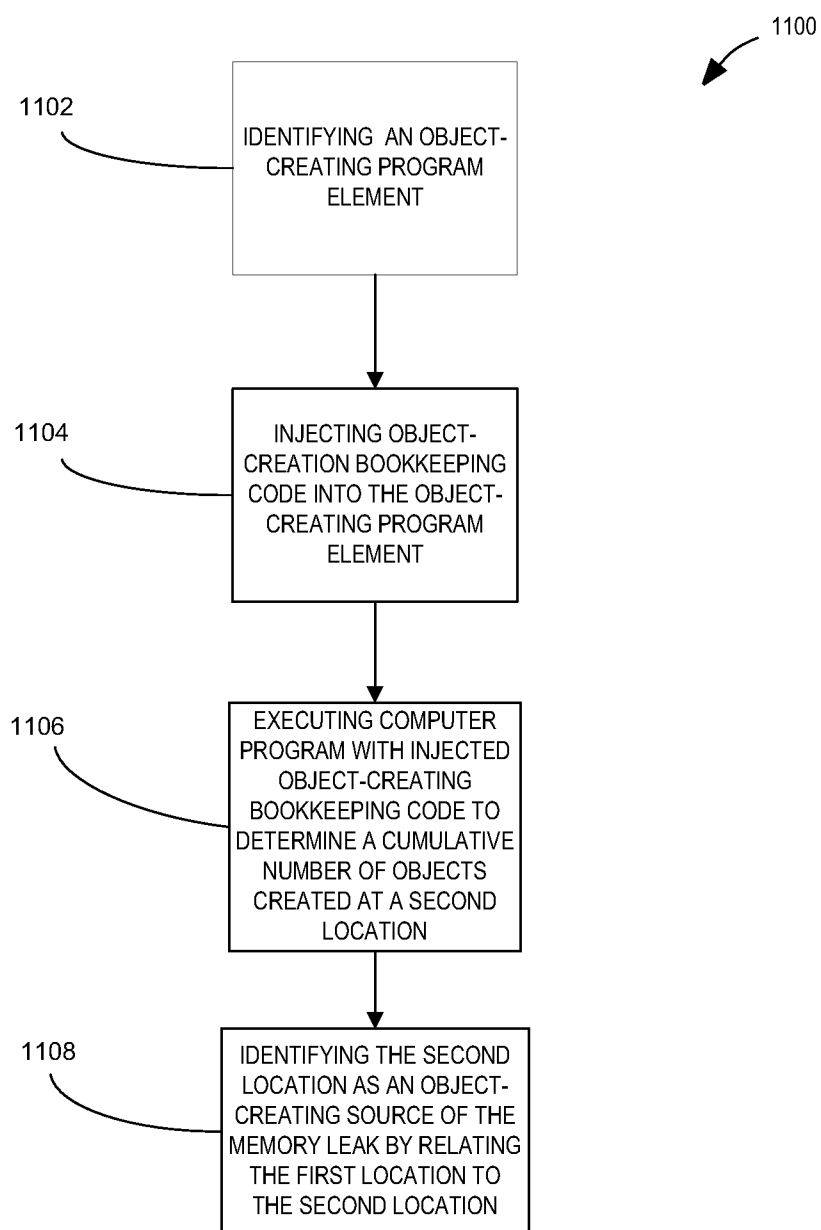 1100
1102
IDENTIFYING AN OBJECT-
CREATING PROGRAM
ELEMENT
1104
INJECTING OBJECT-
CREATION BOOKKEEPING
CODE INTO THE OBJECT-
CREATING PROGRAM
ELEMENT
1106
EXECUTING COMPUTER
PROGRAM WITH INJECTED
OBJECT-CREATING
BOOKKEEPING CODE TO
DETERMINE A CUMULATIVE
NUMBER OF OBJECTS
CREATED AT A SECOND
LOCATION
1108
IDENTIFYING THE SECOND
LOCATION AS AN OBJECT-
CREATING SOURCE OF THE
MEMORY LEAK BY RELATING
THE FIRST LOCATION TO
THE SECOND LOCATION